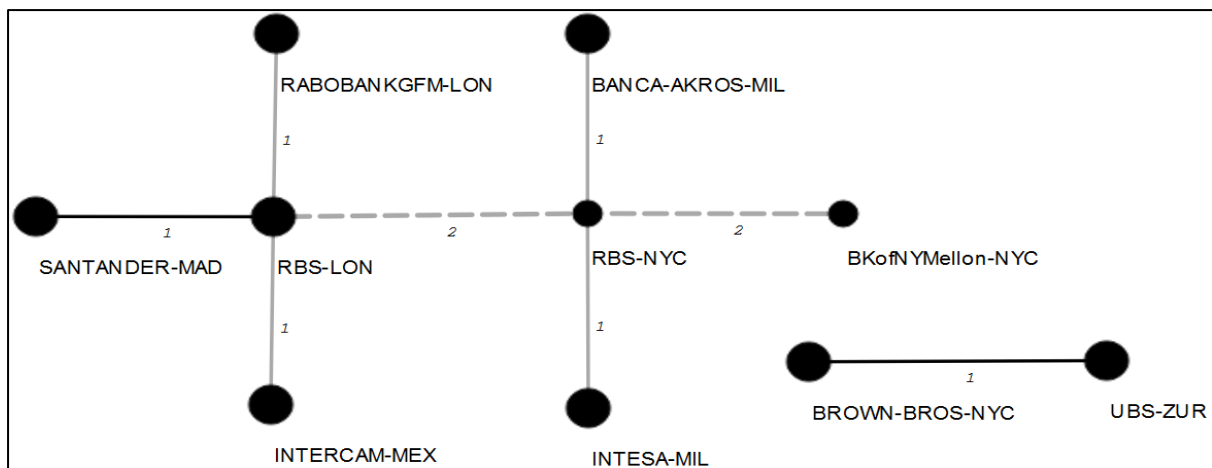 RABOBANKGFM-LON
BANCA-AKROS-MIL
1
1
1
2
2
SANTANDER-MAD
RBS-LON
RBS-NYC
BKofNYMellon-NYC
1
1
1
BROWN-BROS-NYC
UBS-ZUR
INTERCAM-MEX
INTESA-MIL